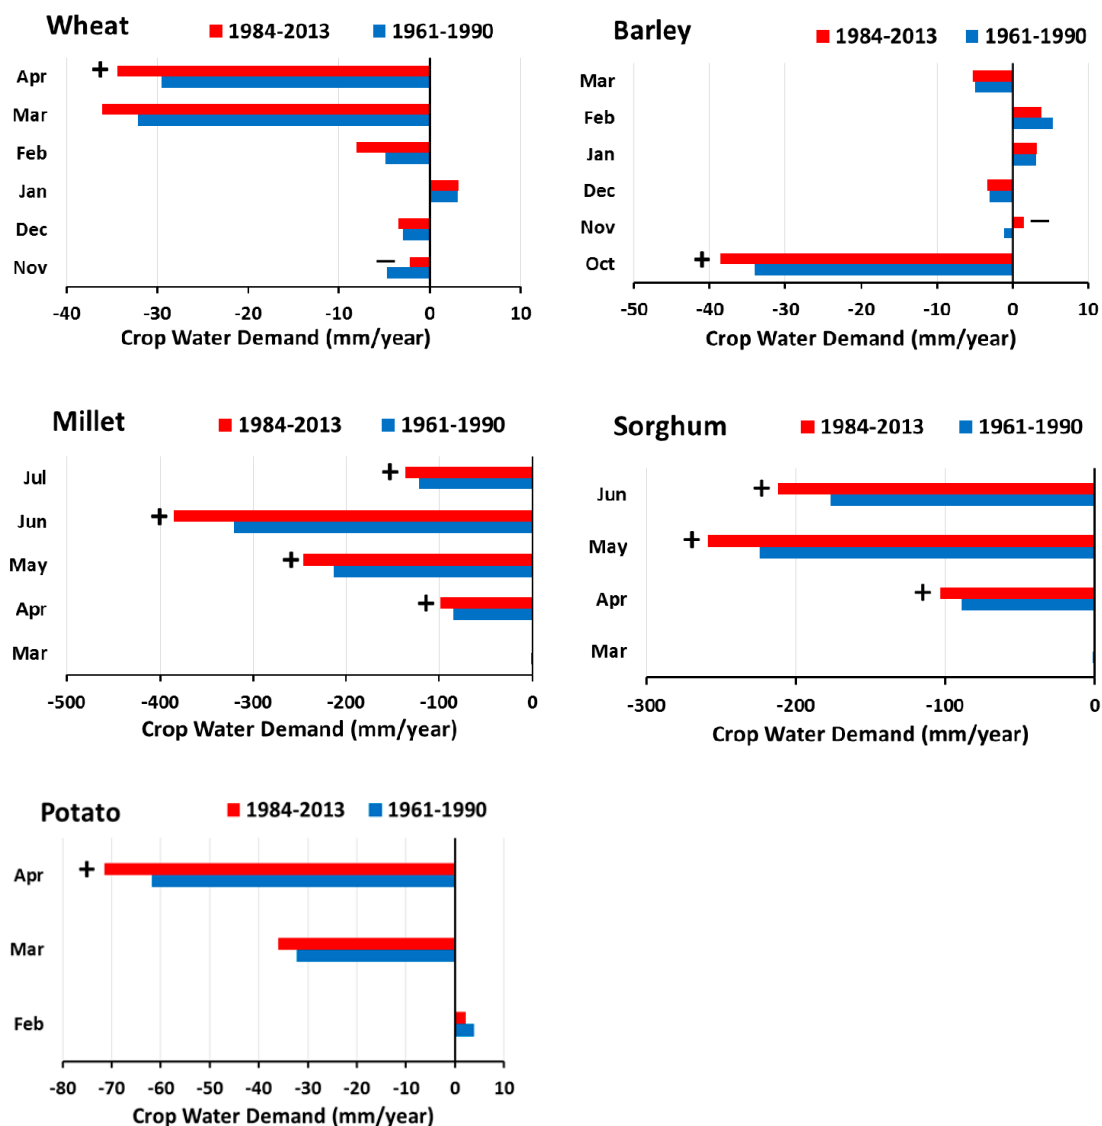 Wheat
1984-2013 1961-1990
+
Apr
Mar
Feb
Jan
Dec
Nov
—
-40 -30 -20 -10 0 10
Crop Water Demand (mm/year)
Barley
1984-2013 1961-1990
Mar
Feb
Jan
Dec
Nov
—
Oct
+
-50 -40 -30 -20 -10 0 10
Crop Water Demand (mm/year)
Millet
1984-2013 1961-1990
Jul
+
Jun
+
May
+
Apr
+
Mar
-500 -400 -300 -200 -100 0
Crop Water Demand (mm/year)
Sorghum
1984-2013 1961-1990
Jun
+
May
+
Apr
+
Mar
-300 -200 -100 0
Crop Water Demand (mm/year)
Potato
1984-2013 1961-1990
Apr
+
Mar
Feb
-80 -70 -60 -50 -40 -30 -20 -10 0 10
Crop Water Demand (mm/year)